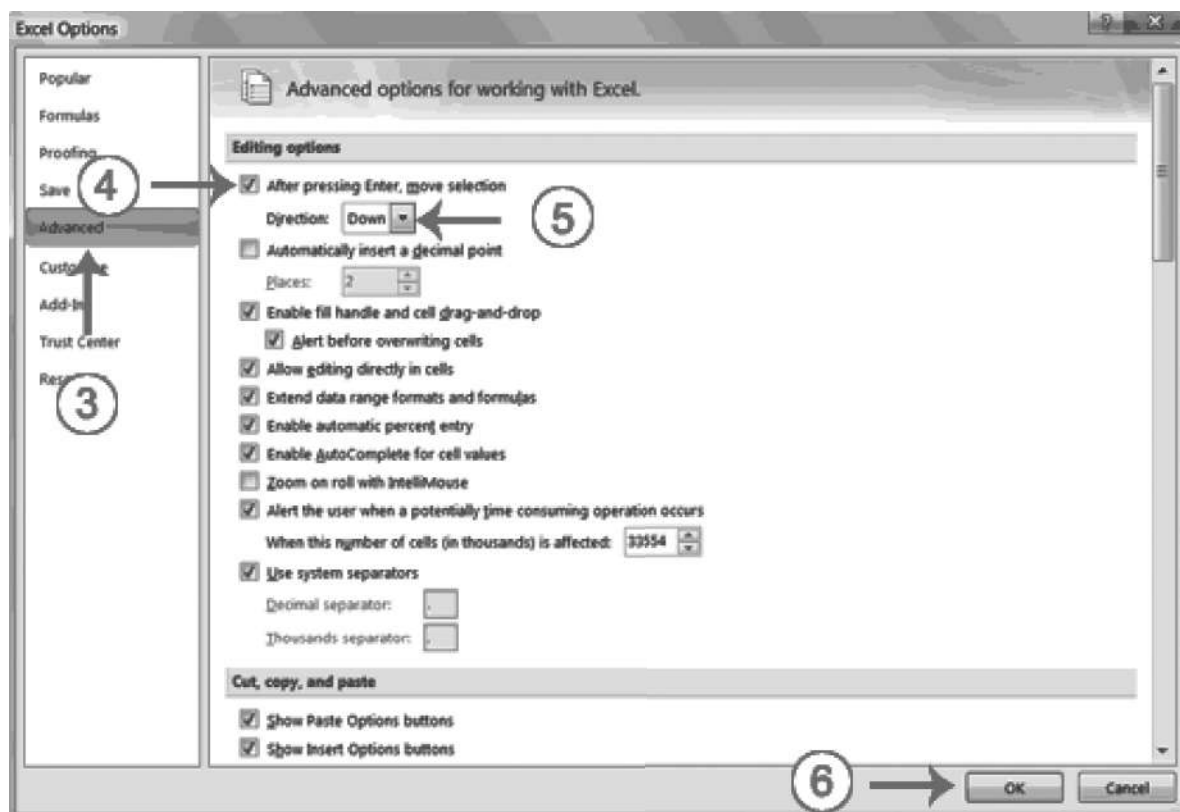 Excel Options
Popular
Formulas
Proofing
Save
Advanced
Trust Center
4
3
Advanced options for working with Excel.
Editing options
After pressing Enter, move selection
Direction: Down
5
Automatically insert a decimal point
Places: 2
Enable fill handle and cell drag-and-drop
Alert before overwriting cells
Allow editing directly in cells
Extend data range formats and formulas
Enable automatic percent entry
Enable AutoComplete for cell values
Zoom on roll with IntelliMouse
Alert the user when a potentially time consuming operation occurs
When this number of cells (in thousands) is affected: 33554
Use system separators
Decimal separator:
Thousands separator:
Cut, copy, and paste
Show Paste Options buttons
Show Insert Options buttons
6
OK Cancel